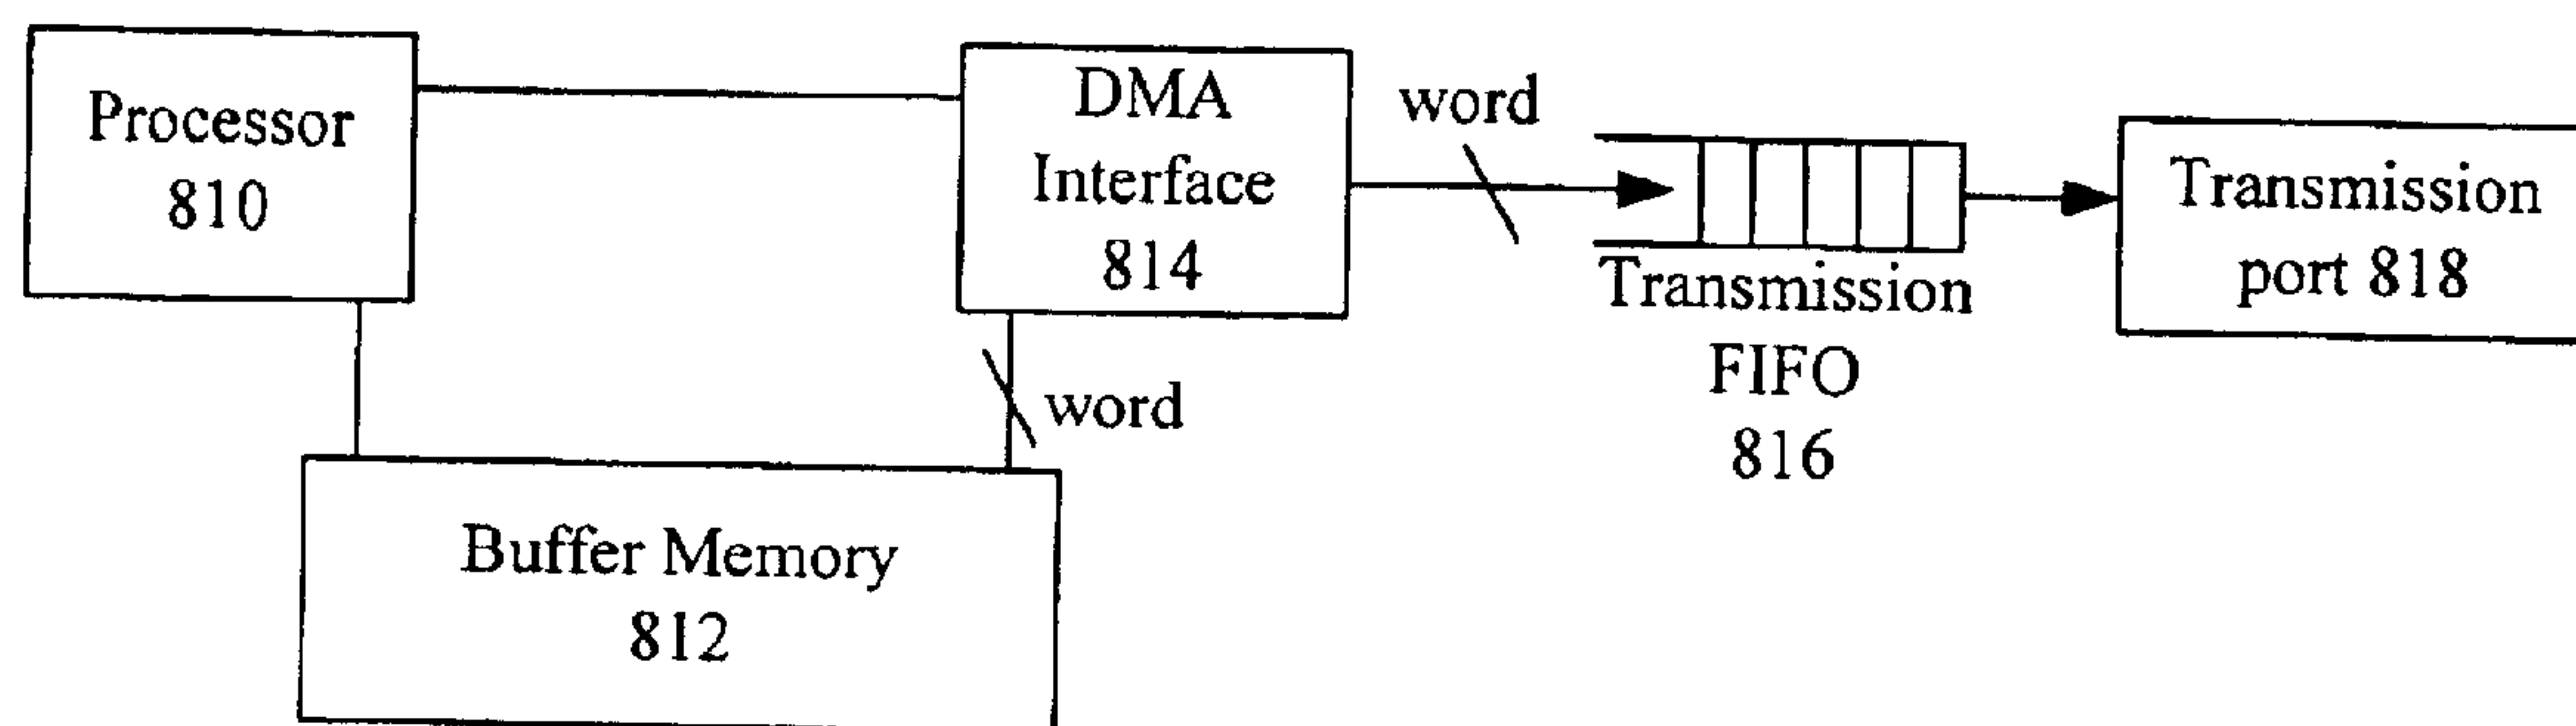 Processor
810
DMA
Interface
814
word
Transmission
FIFO
816
Transmission
port 818
word
Buffer Memory
812